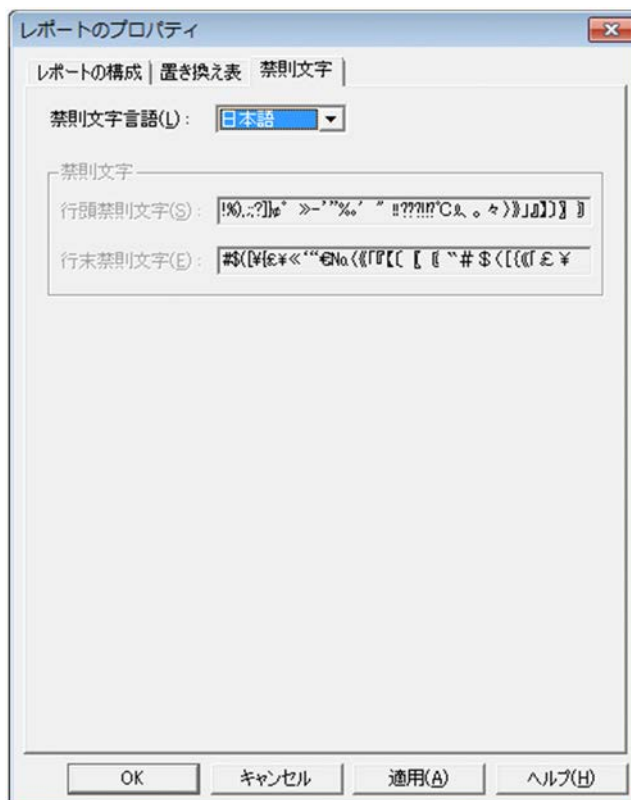 レポートのプロパティ
レポートの構成 置き換え表 禁則文字
禁則文字言語(L): 日本語
禁則文字
行頭禁則文字(S):
行末禁則文字(E):
OK キャンセル 適用(A) ヘルプ(H)